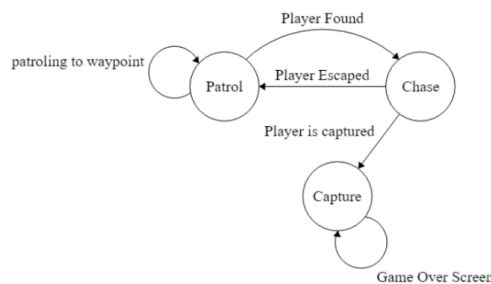 Player Found
patroling to waypoint
Patrol
Player Escaped
Chase
Player is captured
Capture
Game Over Screen